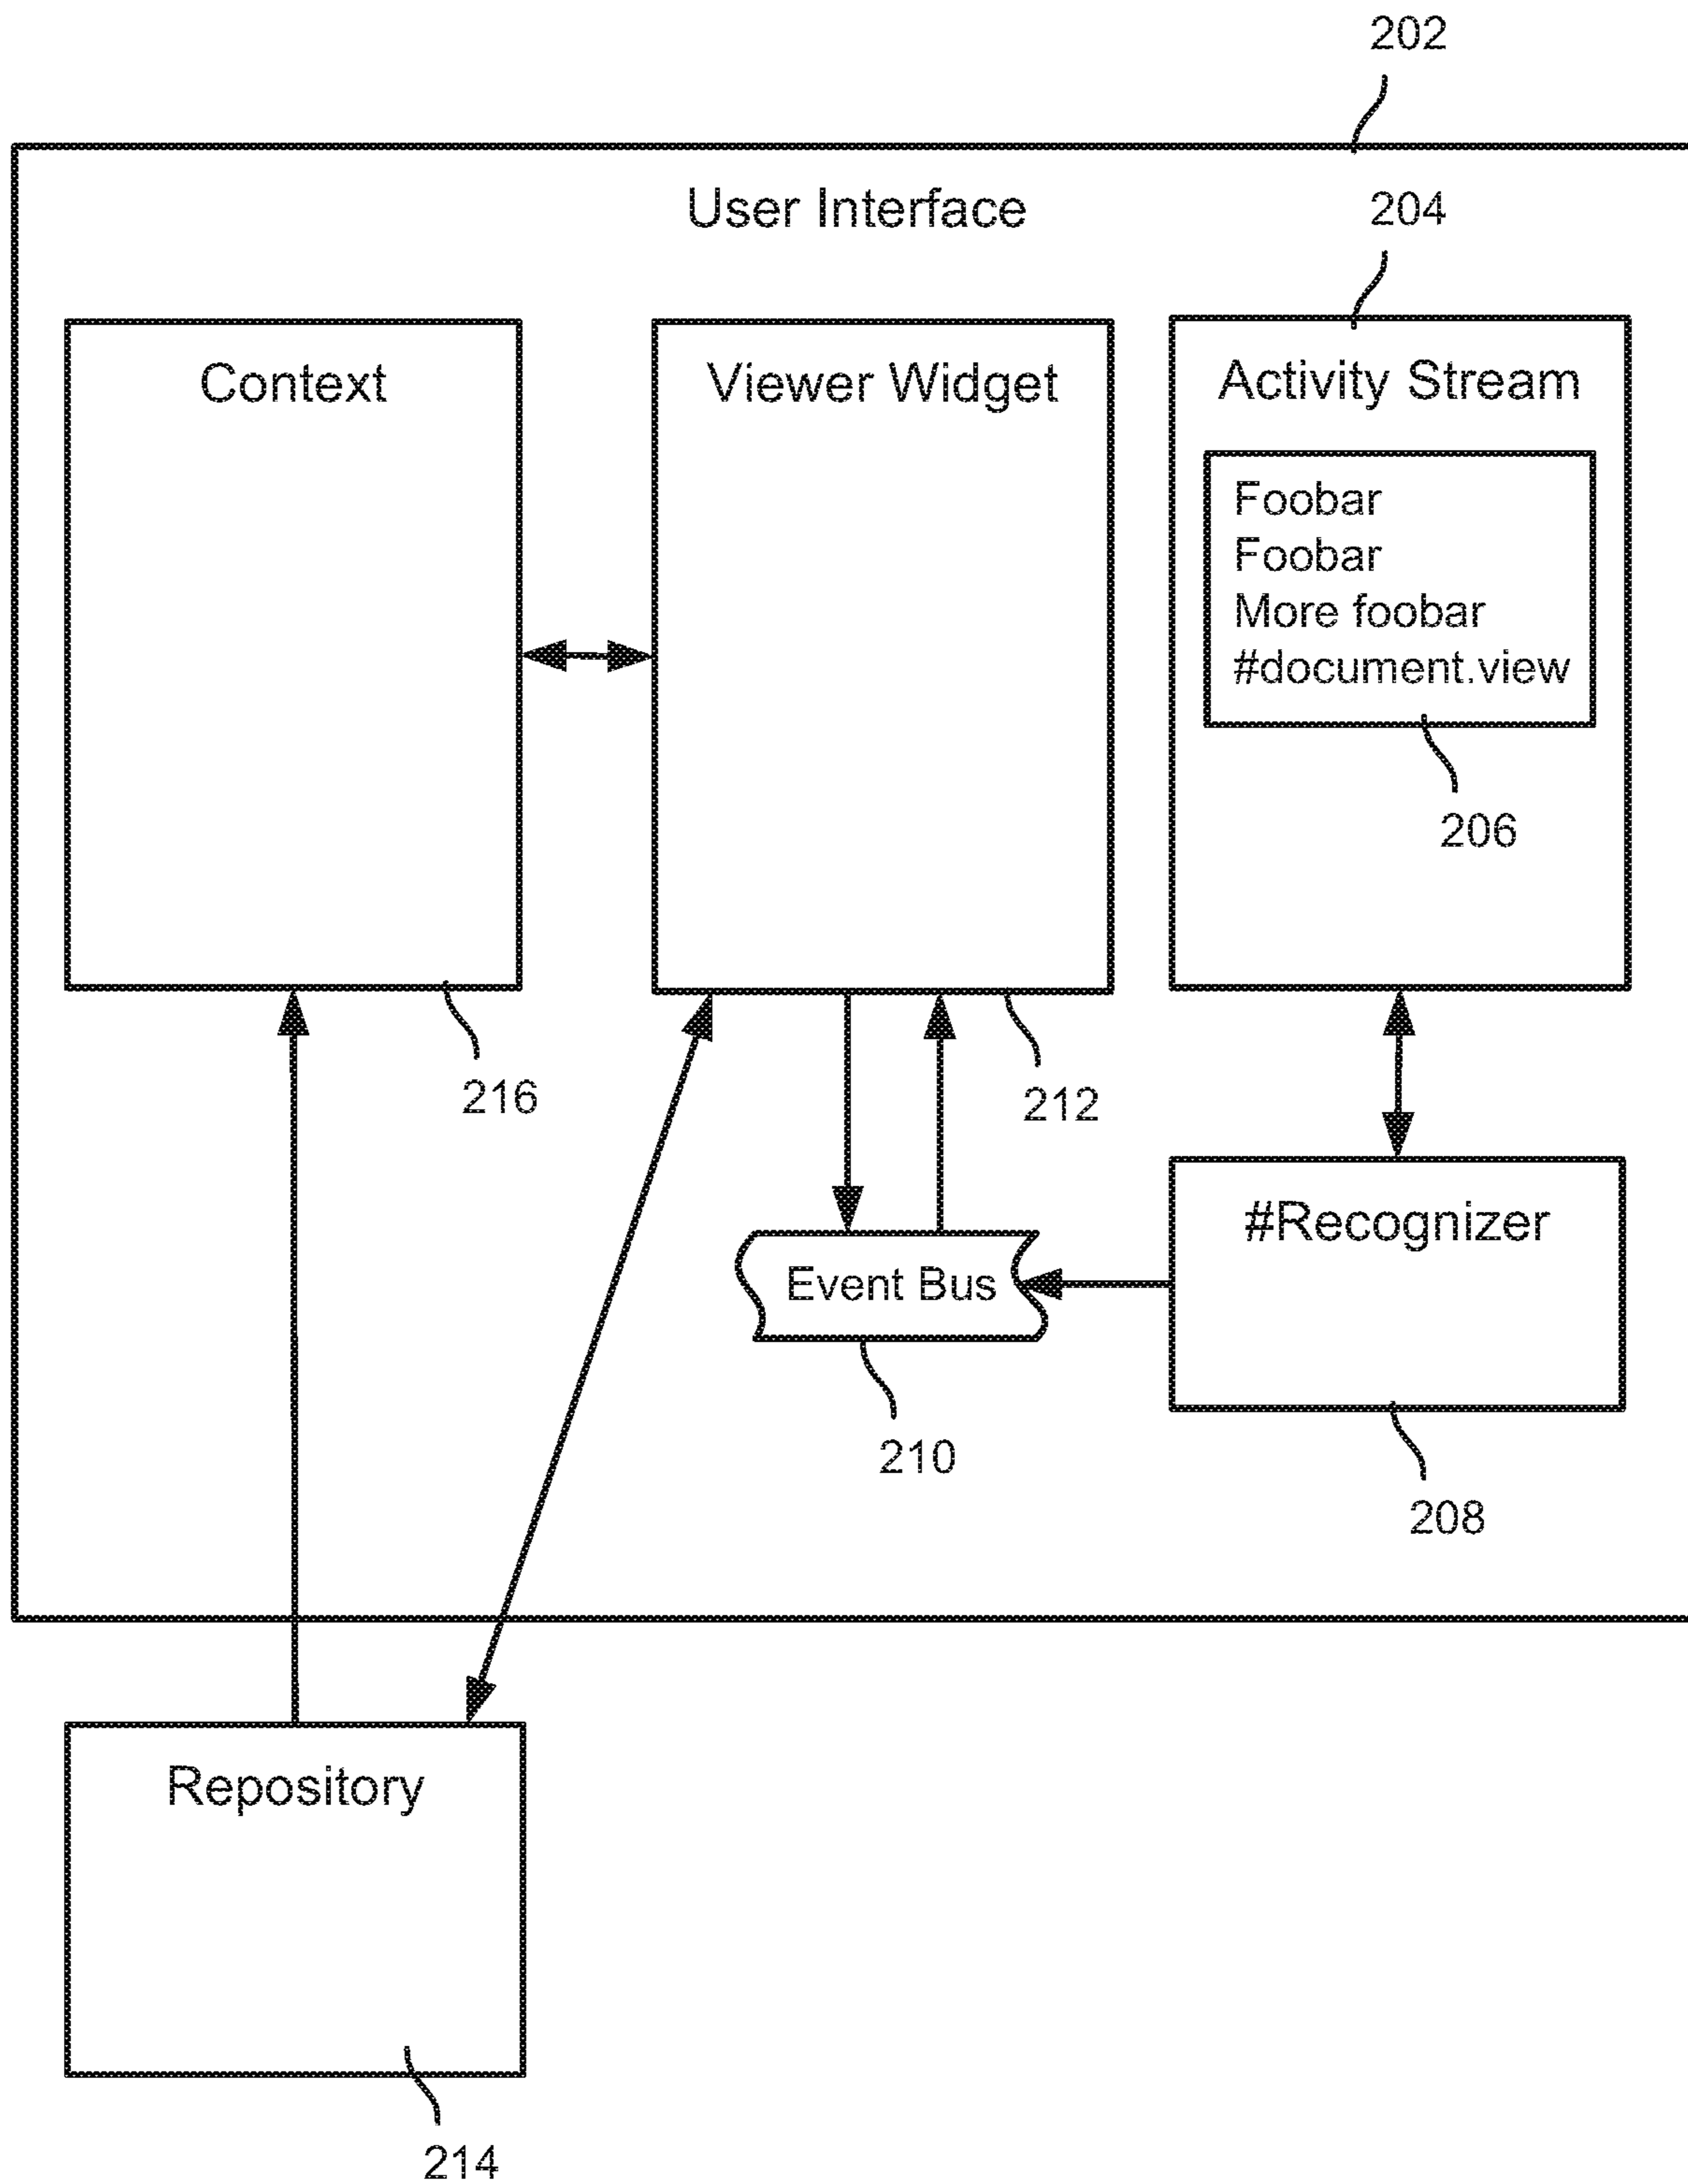 202
User Interface
204
Context
Viewer Widget
Activity Stream
Foobar
Foobar
More foobar
#document.view
206
216
212
#Recognizer
Event Bus
210
208
Repository
214